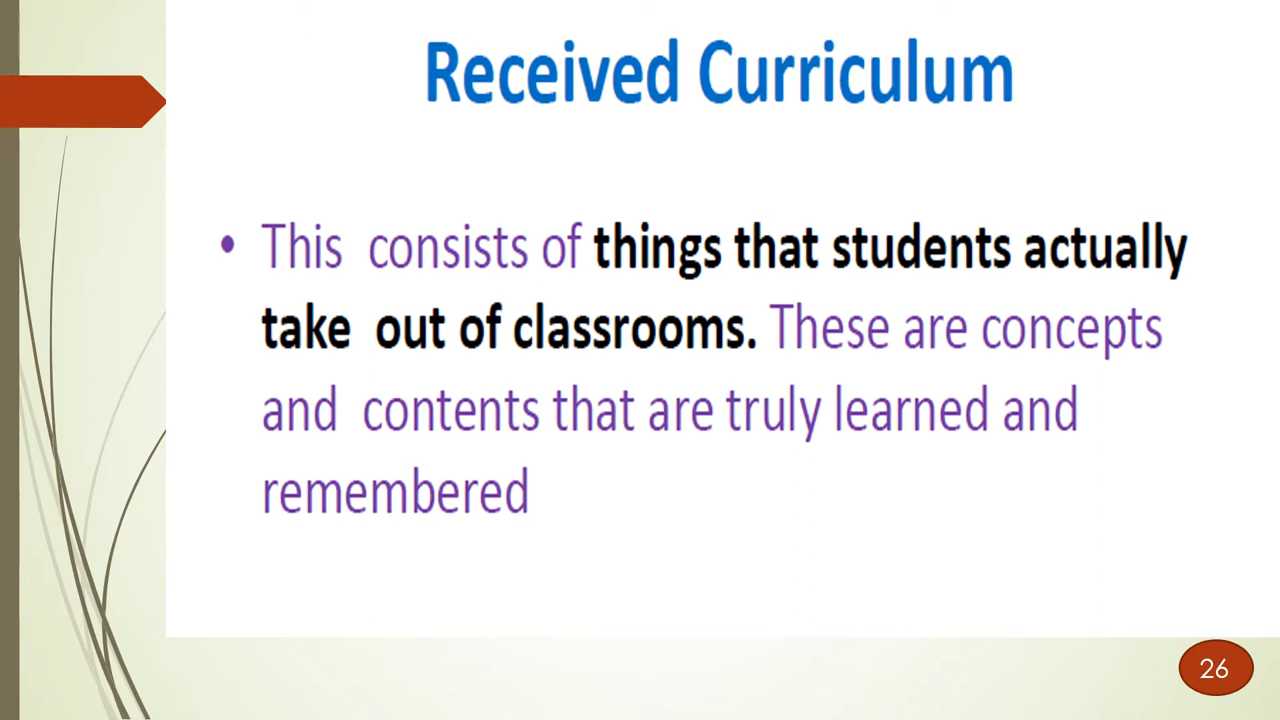 Received Curriculum
• This  consists of things that students actually
take  out of classrooms. These are concepts
and  contents that are truly learned and
remembered
26